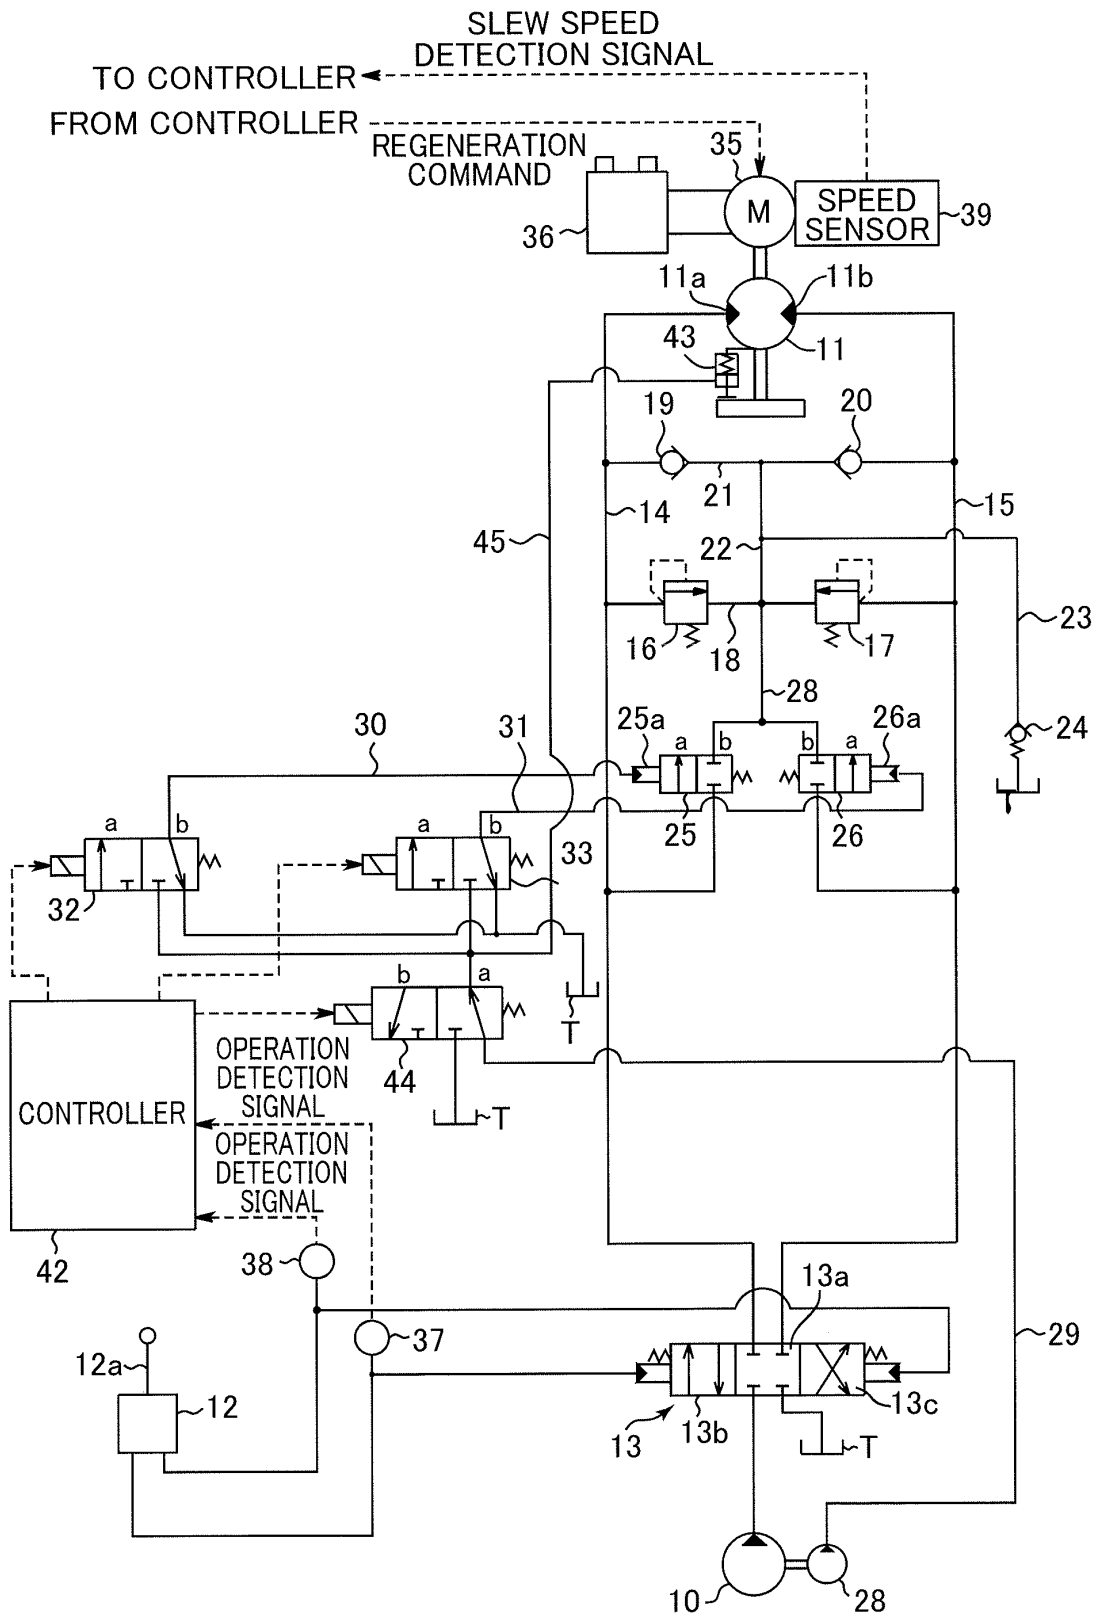 SLEW SPEED
DETECTION SIGNAL
TO CONTROLLER
FROM CONTROLLER
REGENERATION
COMMAND
35
M
SPEED
SENSOR
39
36
11a
11b
43
11
19
20
21
14
15
45
22
16
18
17
23
28
30
31
25a
a
b
b
a
26a
24
25
26
a
b
a
b
33
32
b
a
T
44
T
OPERATION
DETECTION
SIGNAL
CONTROLLER
OPERATION
DETECTION
SIGNAL
42
38
37
13a
29
12a
12
13
13b
13c
T
10
28